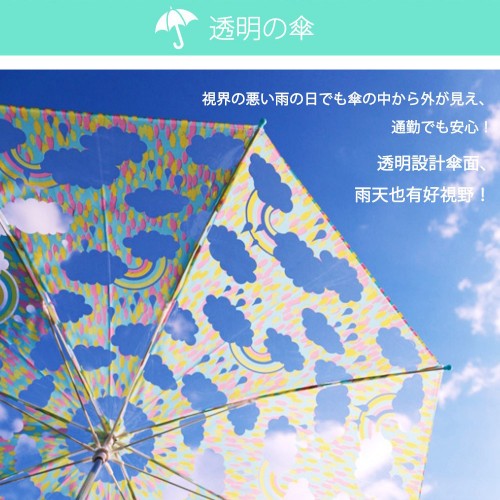 透明の傘
視界の悪い雨の日でも傘の中から外が見え、
通勤でも安心！
透明設計傘面、
雨天也有好視野！